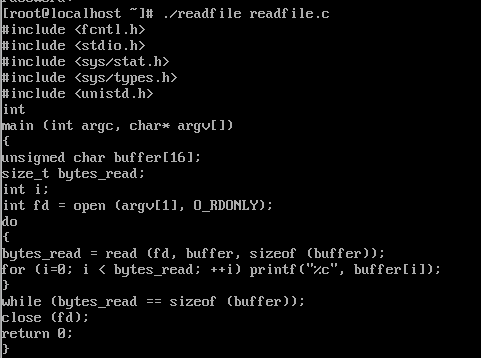 [root@localhost ~]# ./readfile readfile.c
#include <fcntl.h>
#include <stdio.h>
#include <sys/stat.h>
#include <sys/types.h>
#include <unistd.h>
int
main (int argc, char* argv[])
{
unsigned char buffer[16];
size_t bytes_read;
int i;
int fd = open (argv[1], O_RDONLY);
do
{
bytes_read = read (fd, buffer, sizeof (buffer));
for (i=0; i < bytes_read; ++i) printf("%c", buffer[i]);
}
while (bytes_read == sizeof (buffer));
close (fd);
return 0;
}